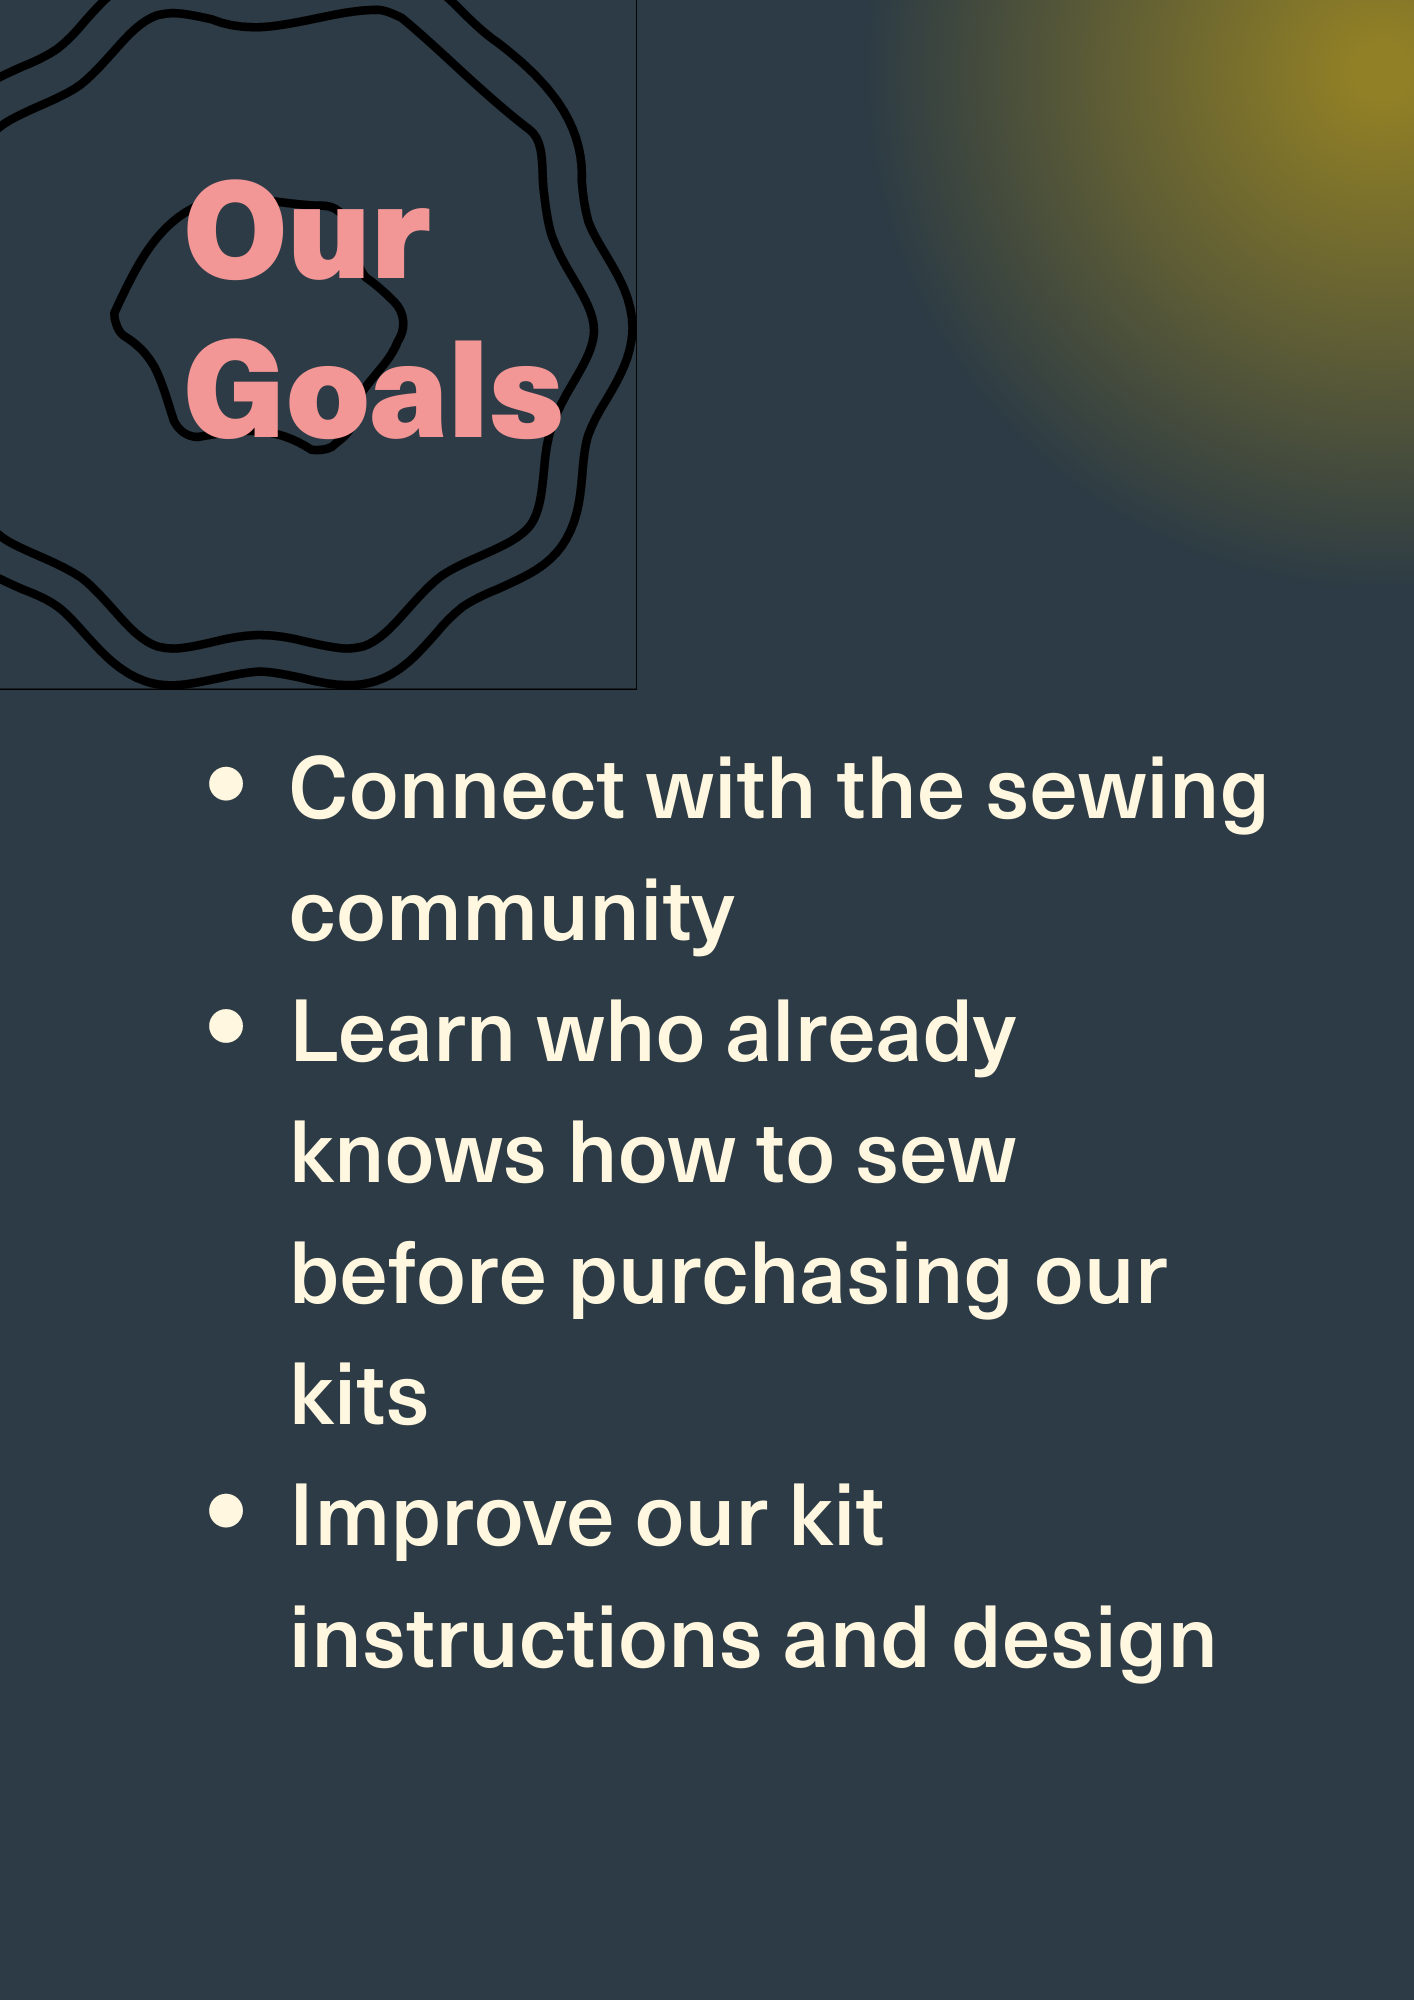 Our
Goals
• Connect with the sewing
community
• Learn who already
knows how to sew
before purchasing our
kits
• Improve our kit
instructions and design